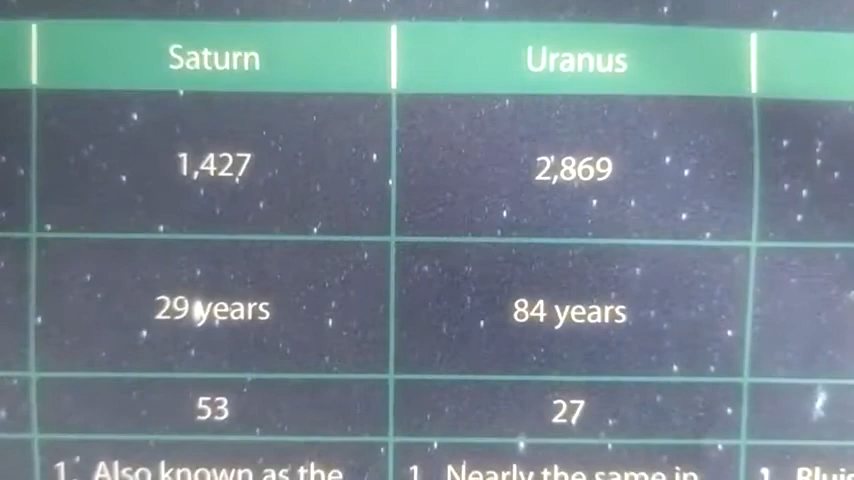 Saturn Uranus
1,427 2,869
29 years 84 years
53 27
1. Also known as the 1. Nearly the same in 1.